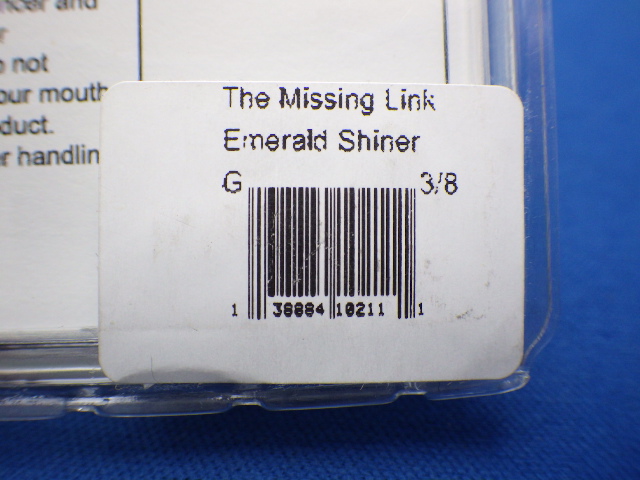 ncer and
r
not
our mouth
duct.
r handlin
The Missing Link
Emerald Shiner
G 3/8
1 38884 10211 1